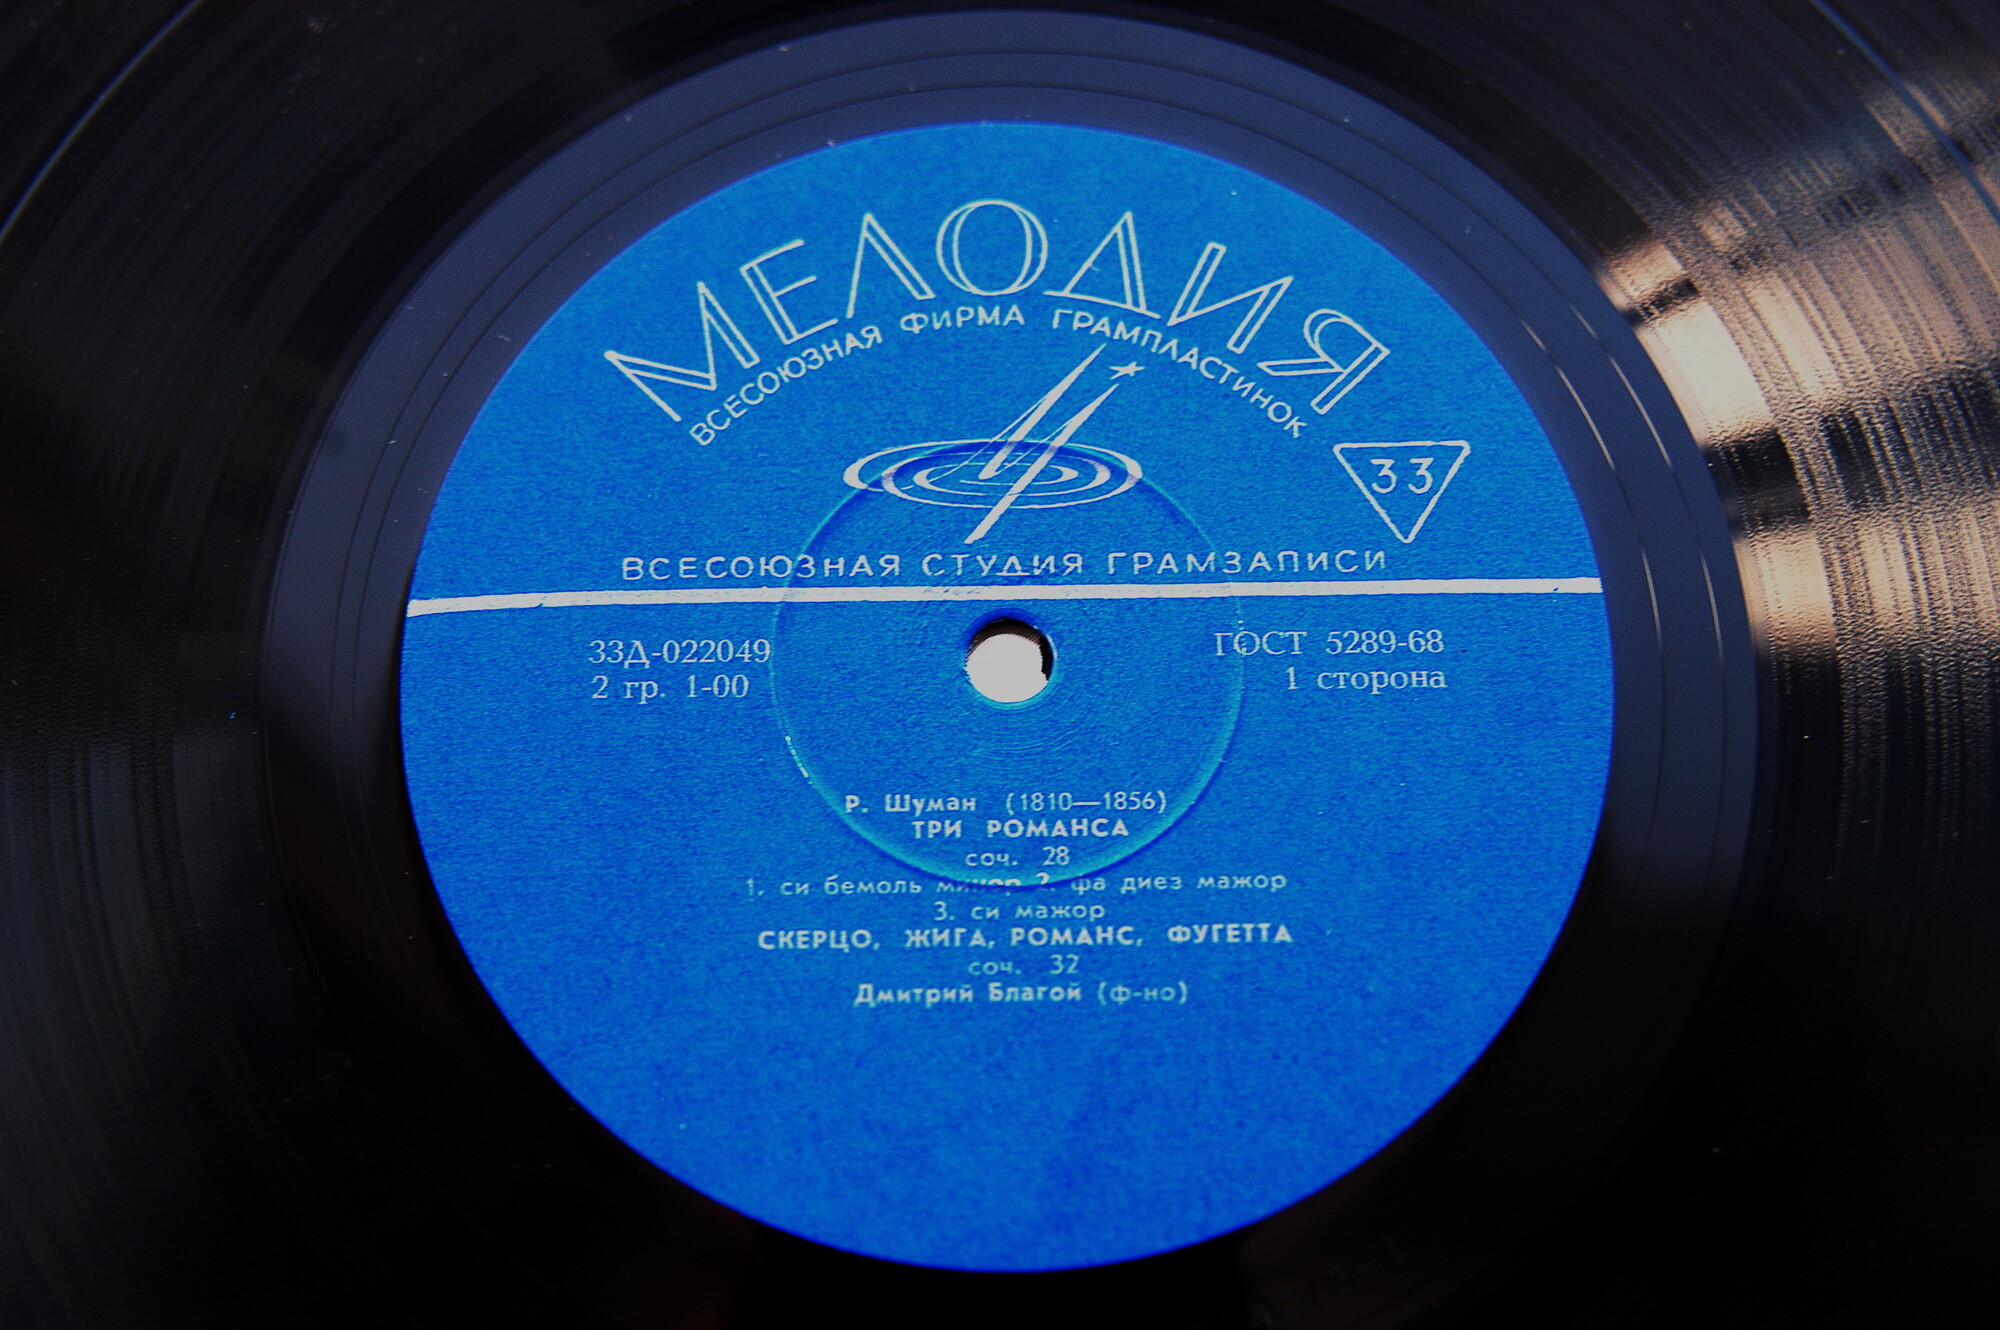 МЕЛОДИЯ
ВСЕСОЮЗНАЯ ФИРМА ГРАМПЛАСТИНОК
33
ВСЕСОЮЗНАЯ СТУДИЯ ГРАМЗАПИСИ
33Д-022049
ГОСТ 5289-68
2 гр. 1-00
1 сторона
Р. Шуман (1810—1856)
ТРИ РОМАНСА
соч. 28
1. си бемоль минор 2. фа диез мажор
3. си мажор
СКЕРЦО, ЖИГА, РОМАНС, ФУГЕТТА
соч. 32
Дмитрий Благой (ф-но)